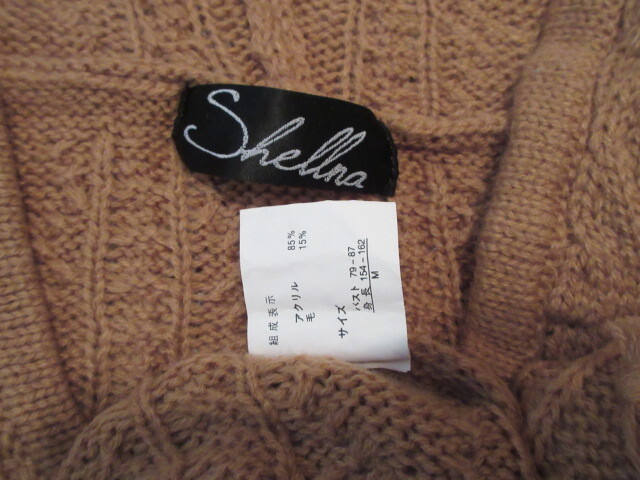 Shellna
組成表示
アクリル 85%
毛 15%
サイズ
バスト 79-87
身長 154-162
M